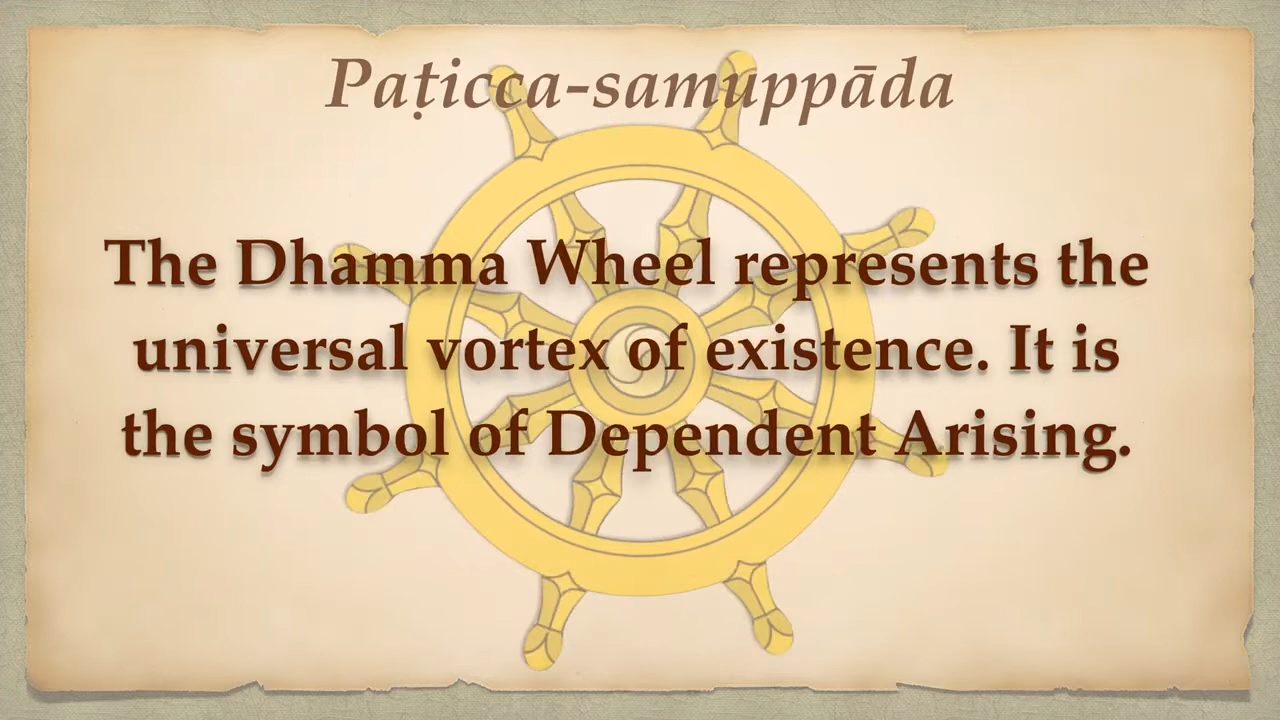 Paṭicca-samuppāda
The Dhamma Wheel represents the
universal vortex of existence. It is
the symbol of Dependent Arising.